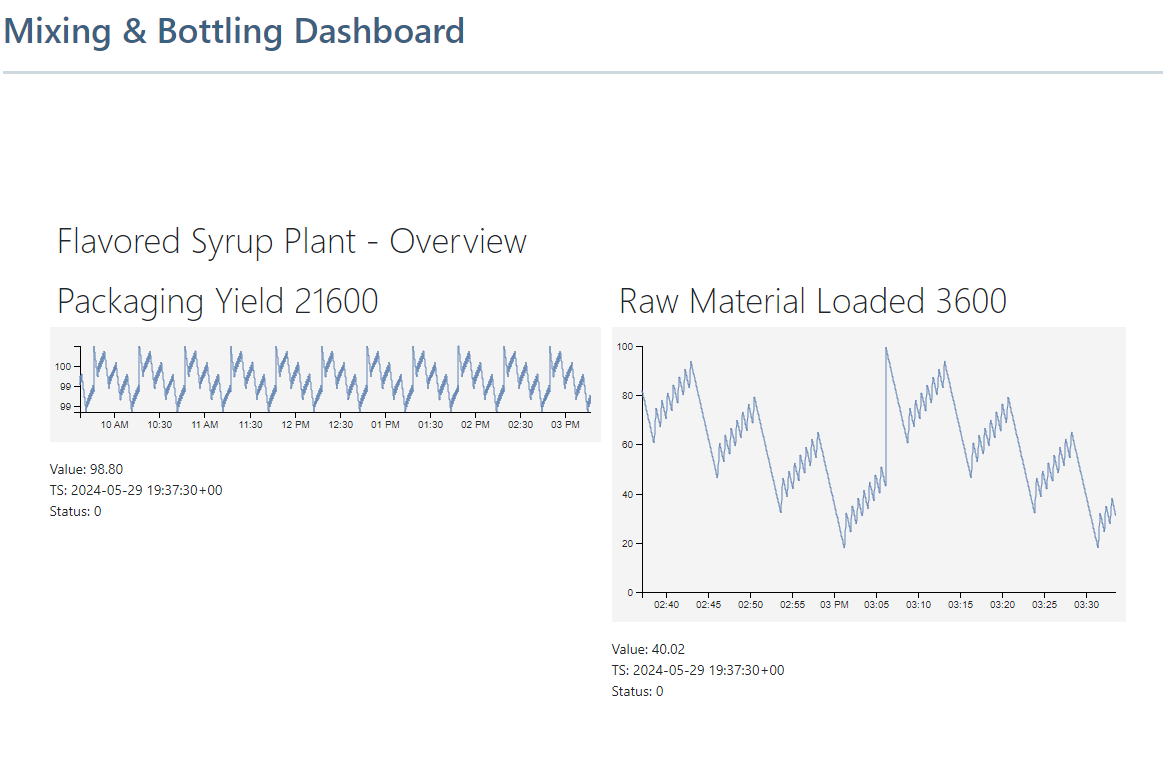 Mixing & Bottling Dashboard
Flavored Syrup Plant - Overview
Packaging Yield 21600
100
99
99
10 AM 10:30 11 AM 11:30 12 PM 12:30 01 PM 01:30 02 PM 02:30 03 PM
Value: 98.80
TS: 2024-05-29 19:37:30+00
Status: 0
Raw Material Loaded 3600
100
80
60
40
20
0
02:40 02:45 02:50 02:55 03 PM 03:05 03:10 03:15 03:20 03:25 03:30
Value: 40.02
TS: 2024-05-29 19:37:30+00
Status: 0